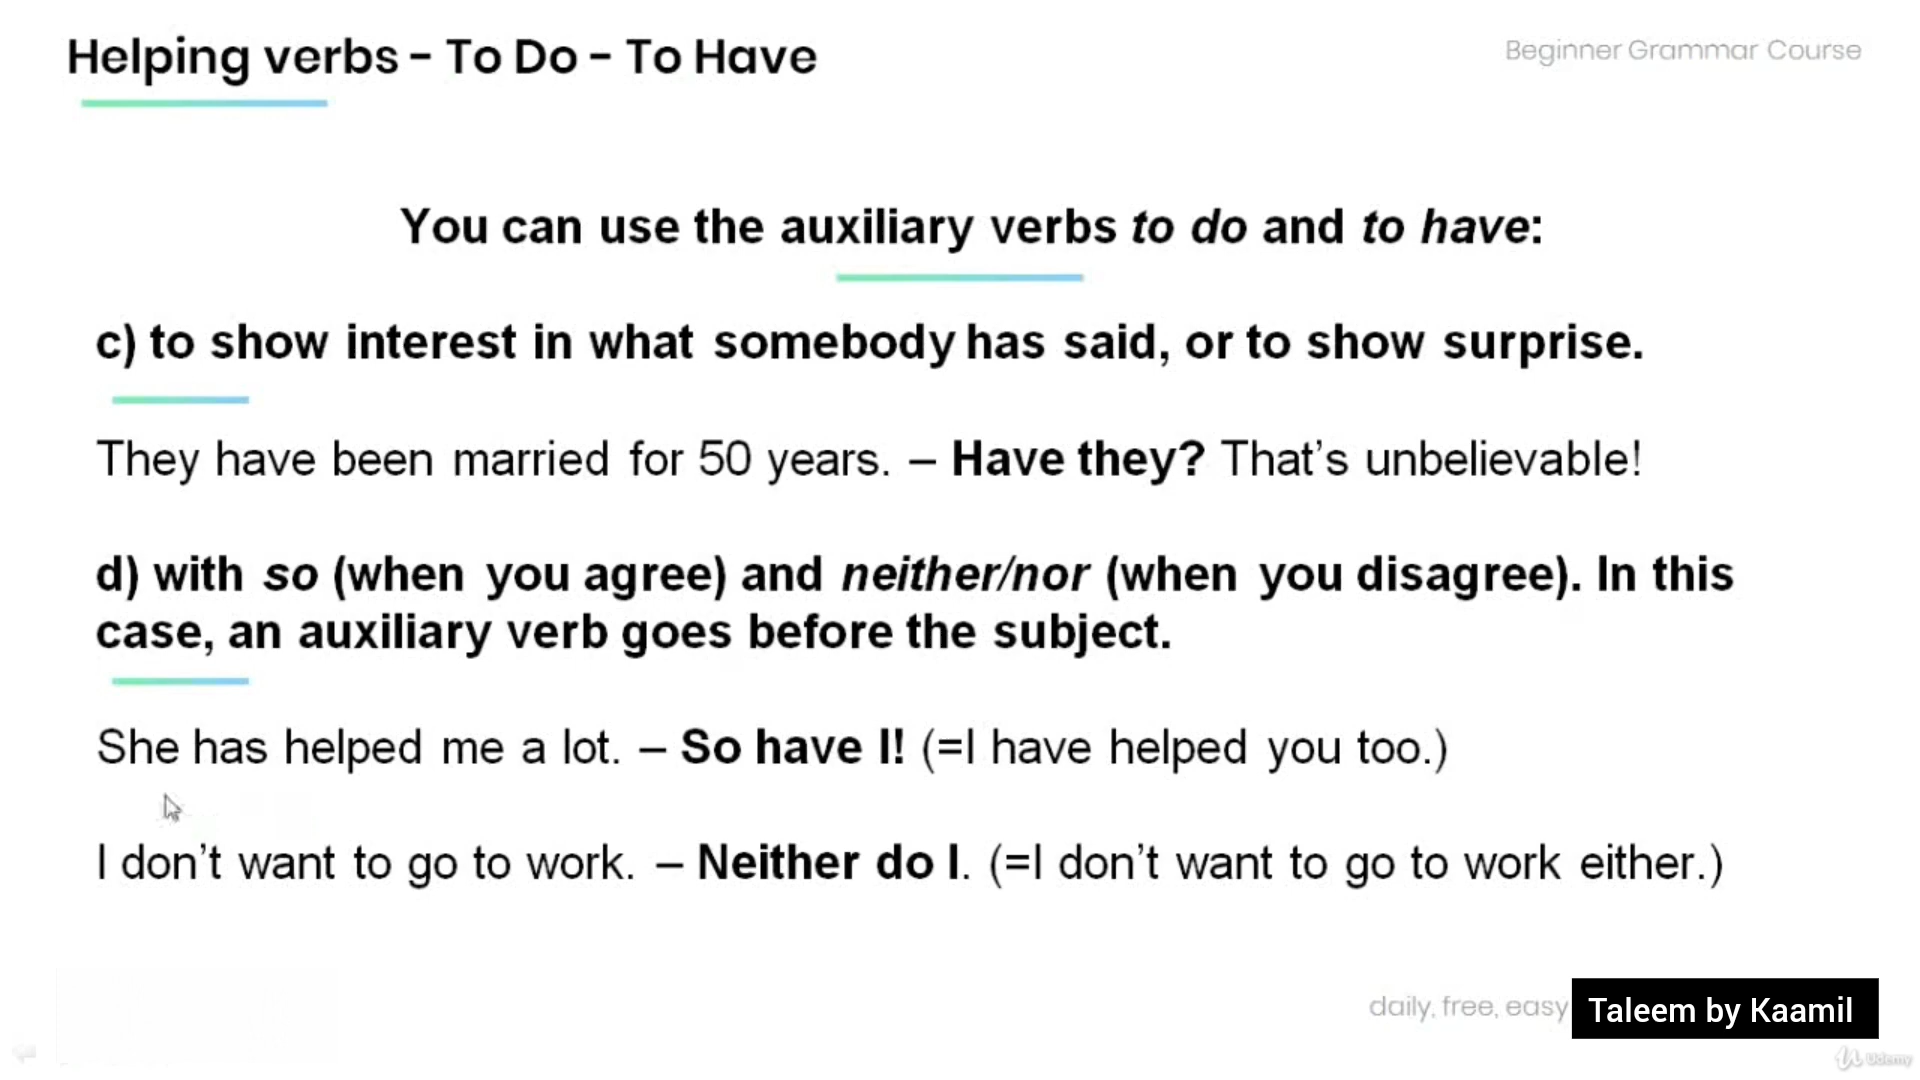 Helping verbs - To Do - To Have
Beginner Grammar Course
You can use the auxiliary verbs to do and to have:
c) to show interest in what somebody has said, or to show surprise.
They have been married for 50 years. – Have they? That's unbelievable!
d) with so (when you agree) and neither/nor (when you disagree). In this
case, an auxiliary verb goes before the subject.
She has helped me a lot. – So have I! (=I have helped you too.)
I don't want to go to work. – Neither do I. (=I don't want to go to work either.)
daily, free, easy
Taleem by Kaamil
Udemy